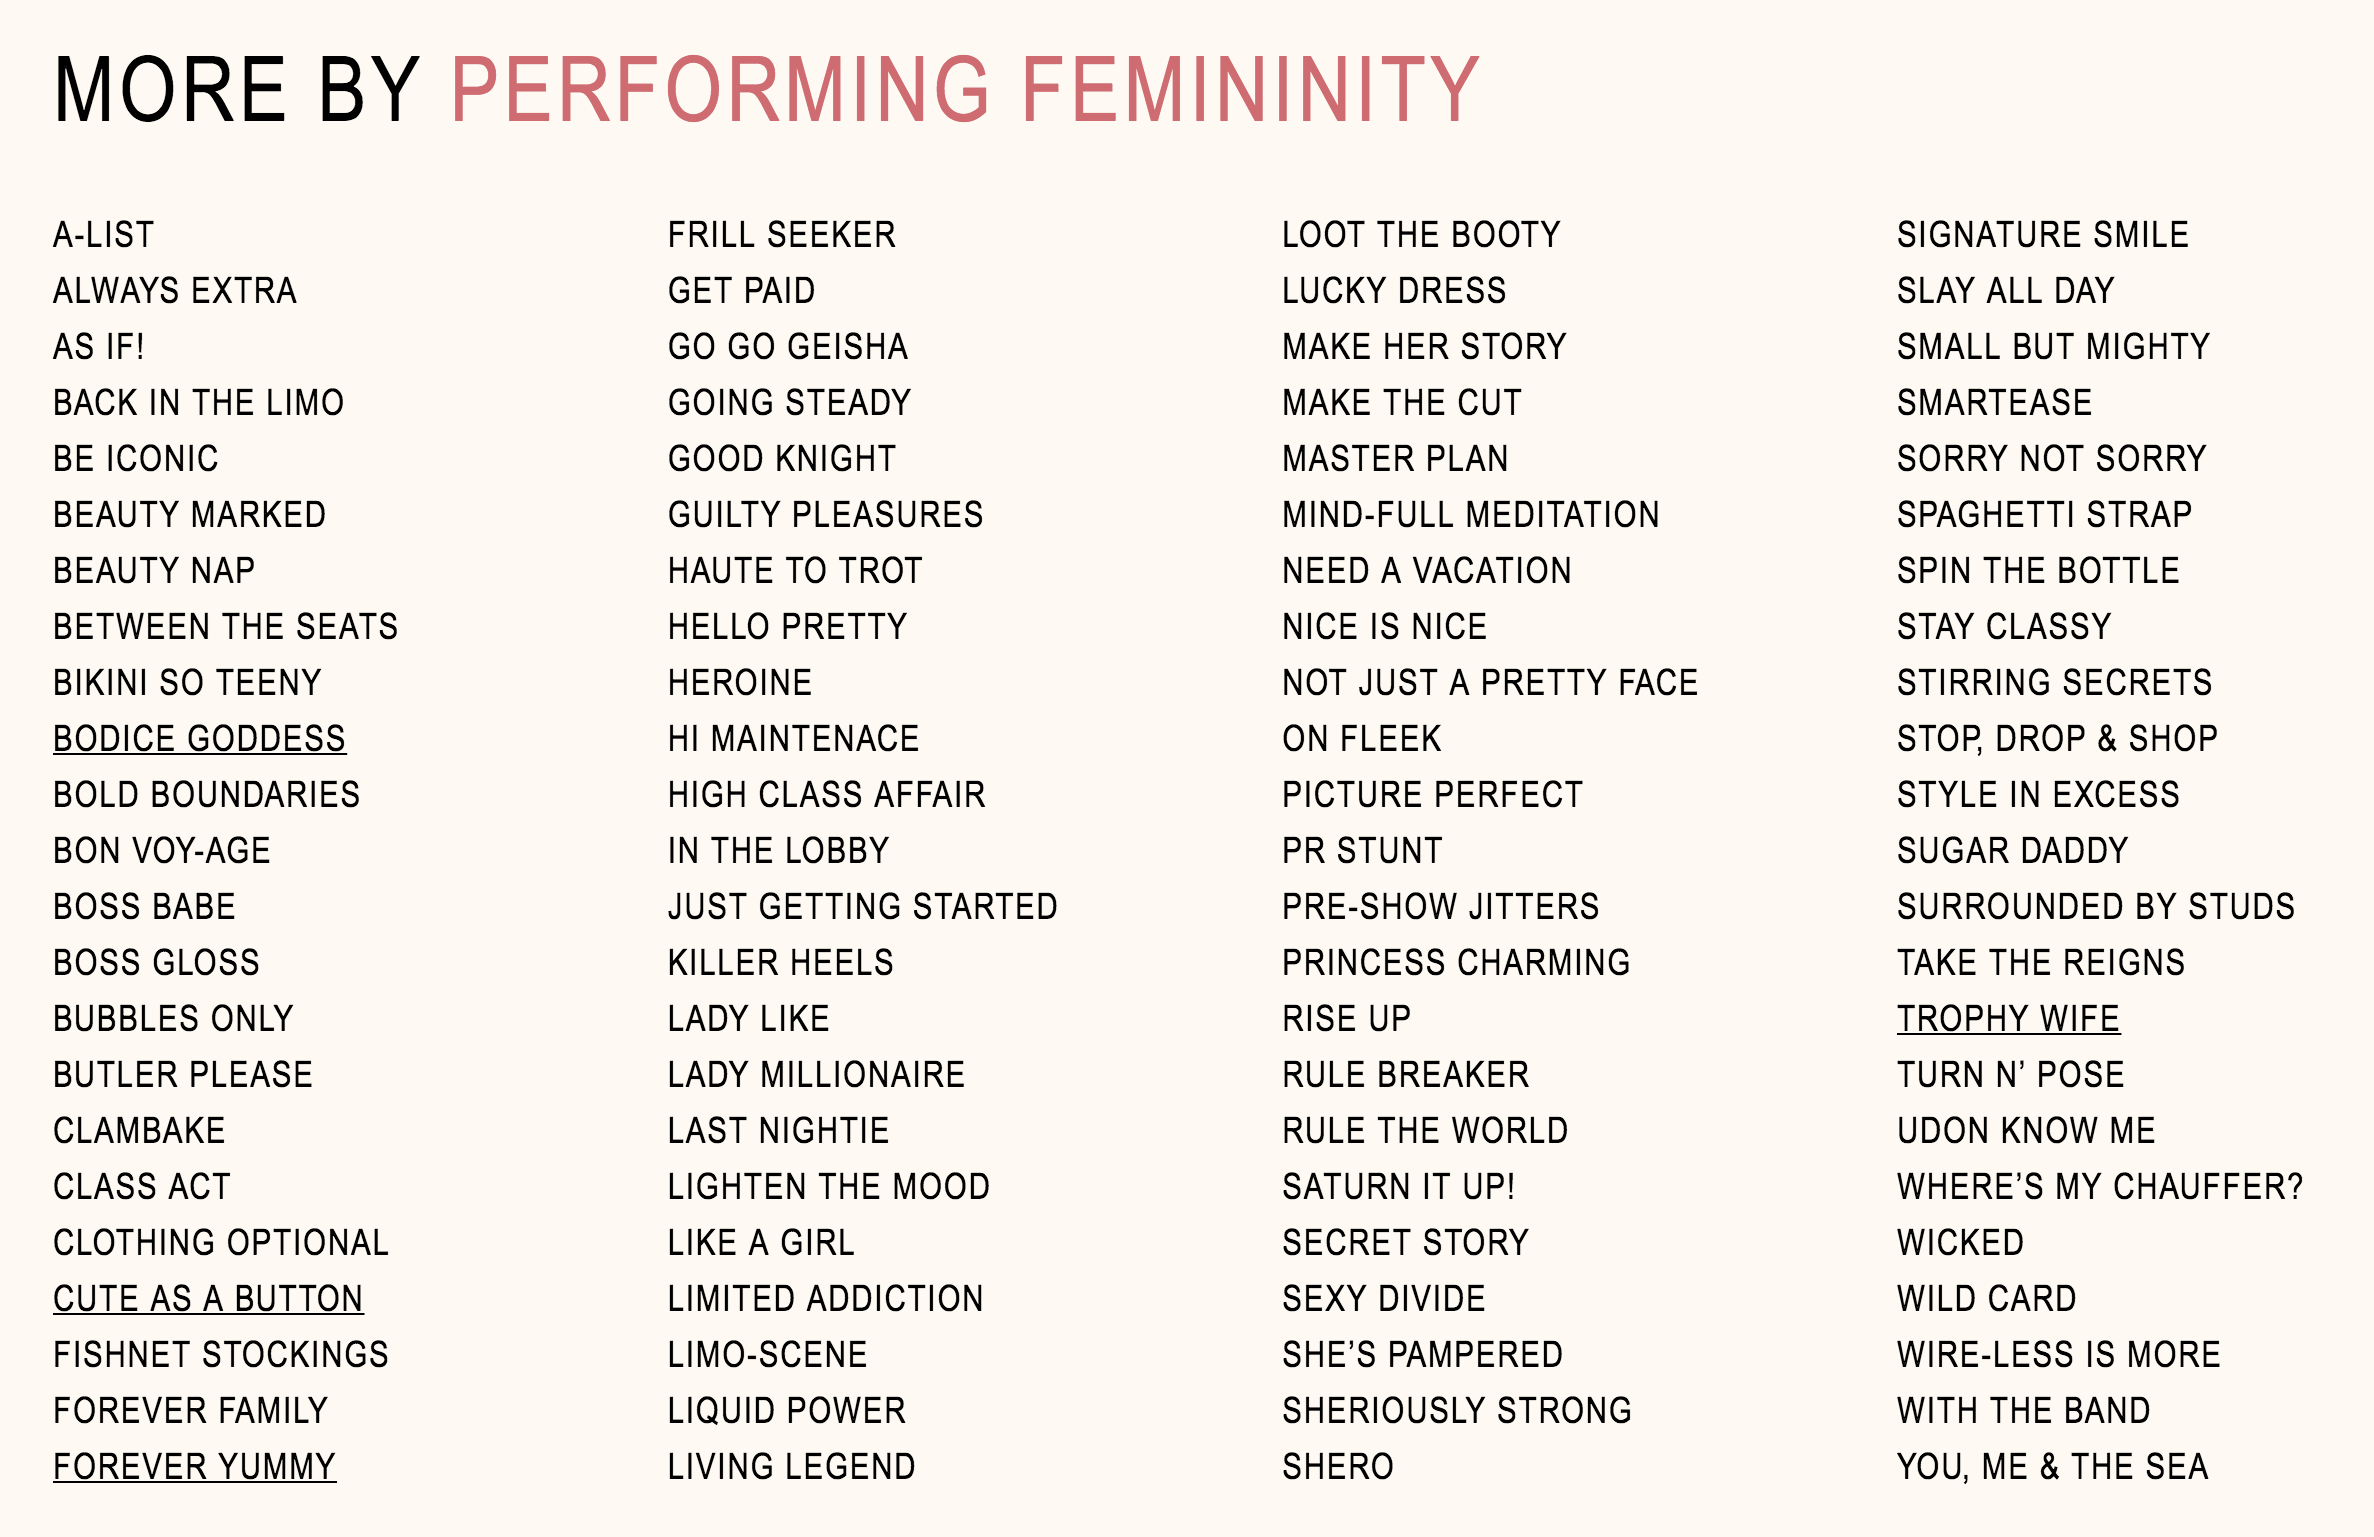 MORE BY PERFORMING FEMININITY
A-LIST
ALWAYS EXTRA
AS IF!
BACK IN THE LIMO
BE ICONIC
BEAUTY MARKED
BEAUTY NAP
BETWEEN THE SEATS
BIKINI SO TEENY
BODICE GODDESS
BOLD BOUNDARIES
BON VOY-AGE
BOSS BABE
BOSS GLOSS
BUBBLES ONLY
BUTLER PLEASE
CLAMBAKE
CLASS ACT
CLOTHING OPTIONAL
CUTE AS A BUTTON
FISHNET STOCKINGS
FOREVER FAMILY
FOREVER YUMMY
FRILL SEEKER
GET PAID
GO GO GEISHA
GOING STEADY
GOOD KNIGHT
GUILTY PLEASURES
HAUTE TO TROT
HELLO PRETTY
HEROINE
HI MAINTENACE
HIGH CLASS AFFAIR
IN THE LOBBY
JUST GETTING STARTED
KILLER HEELS
LADY LIKE
LADY MILLIONAIRE
LAST NIGHTIE
LIGHTEN THE MOOD
LIKE A GIRL
LIMITED ADDICTION
LIMO-SCENE
LIQUID POWER
LIVING LEGEND
LOOT THE BOOTY
LUCKY DRESS
MAKE HER STORY
MAKE THE CUT
MASTER PLAN
MIND-FULL MEDITATION
NEED A VACATION
NICE IS NICE
NOT JUST A PRETTY FACE
ON FLEEK
PICTURE PERFECT
PR STUNT
PRE-SHOW JITTERS
PRINCESS CHARMING
RISE UP
RULE BREAKER
RULE THE WORLD
SATURN IT UP!
SECRET STORY
SEXY DIVIDE
SHE’S PAMPERED
SHERIOUSLY STRONG
SHERO
SIGNATURE SMILE
SLAY ALL DAY
SMALL BUT MIGHTY
SMARTEASE
SORRY NOT SORRY
SPAGHETTI STRAP
SPIN THE BOTTLE
STAY CLASSY
STIRRING SECRETS
STOP, DROP & SHOP
STYLE IN EXCESS
SUGAR DADDY
SURROUNDED BY STUDS
TAKE THE REIGNS
TROPHY WIFE
TURN N’ POSE
UDON KNOW ME
WHERE’S MY CHAUFFER?
WICKED
WILD CARD
WIRE-LESS IS MORE
WITH THE BAND
YOU, ME & THE SEA